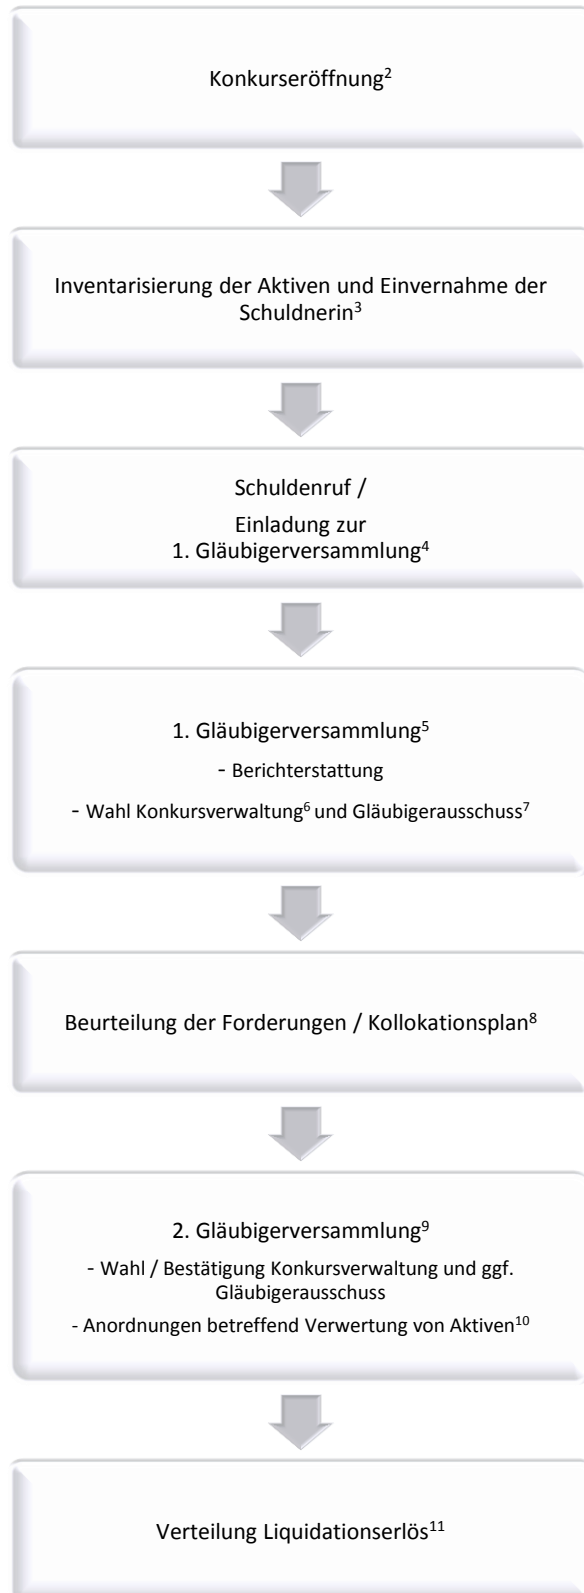 Konkurseröffnung²
Inventarisierung der Aktiven und Einvernahme der
Schuldnerin³
Schuldenruf /
Einladung zur
1. Gläubigerversammlung⁴
1. Gläubigerversammlung⁵
- Berichterstattung
- Wahl Konkursverwaltung⁶ und Gläubigerausschuss⁷
Beurteilung der Forderungen / Kollokationsplan⁸
2. Gläubigerversammlung⁹
- Wahl / Bestätigung Konkursverwaltung und ggf.
Gläubigerausschuss
- Anordnungen betreffend Verwertung von Aktiven¹⁰
Verteilung Liquidationserlös¹¹